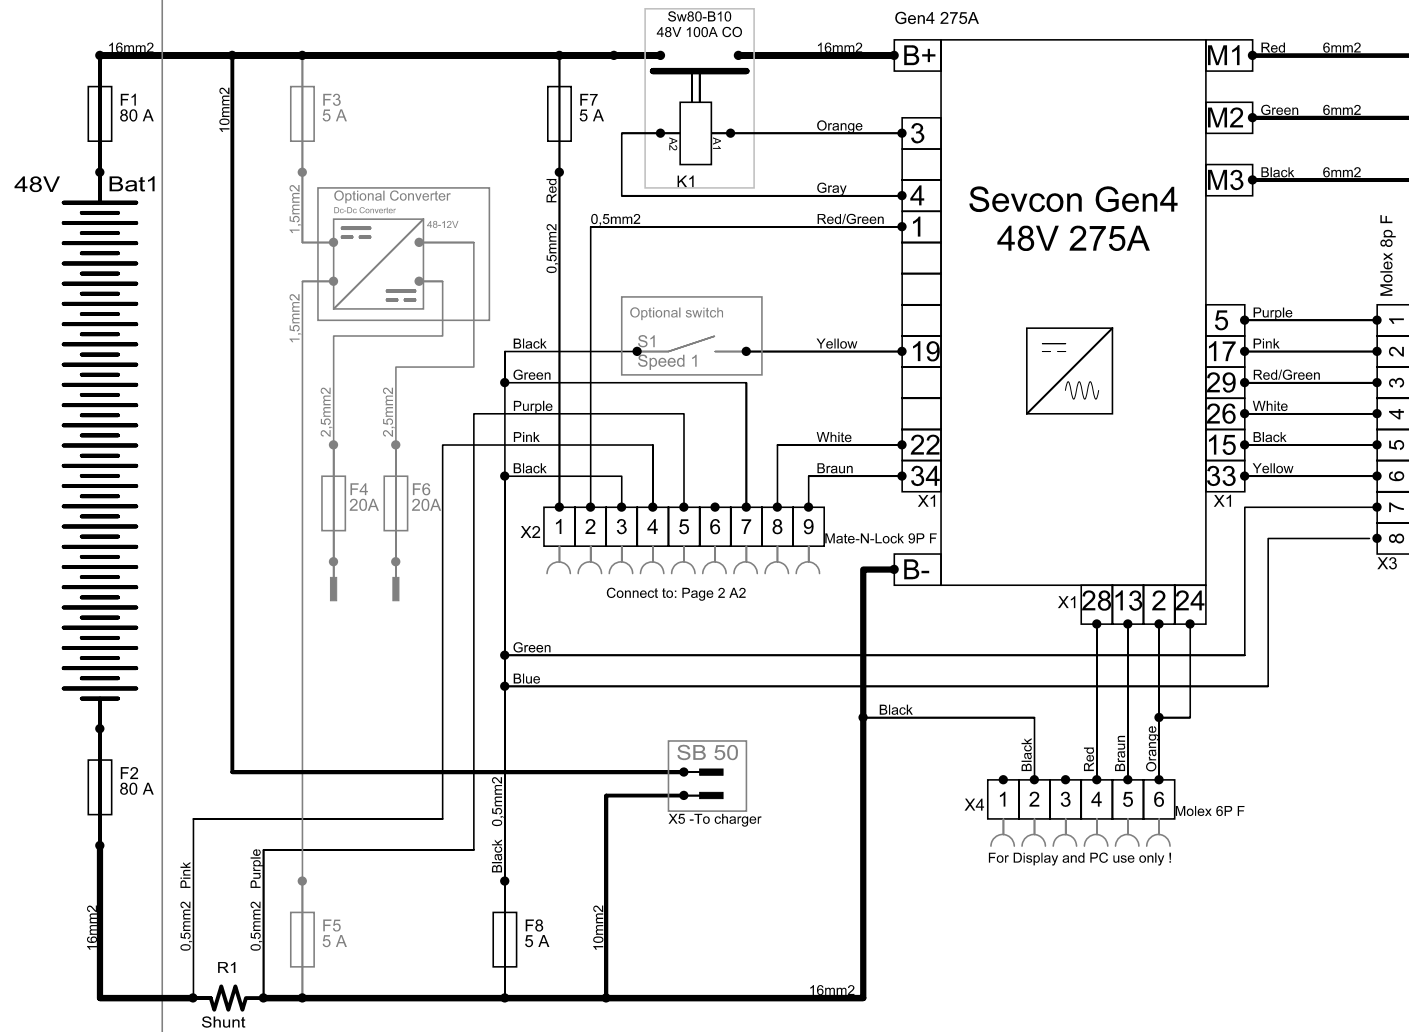 Sw80-B10
48V 100A CO
Gen4 275A
16mm2
16mm2
B+
M1
Red
6mm2
F1
80 A
10mm2
F3
5 A
F7
5 A
A2
A1
K1
Orange
3
M2
Green
6mm2
48V
Bat1
Red
0,5mm2
Gray
4
M3
Black
6mm2
1,5mm2
Optional Converter
Dc-Dc Converter
48-12V
0,5mm2
Red/Green
1
Sevcon Gen4
48V 275A
Molex 8p F
1,5mm2
Optional switch
S1
Speed 1
Black
Yellow
19
5
Purple
1
17
Pink
2
Green
29
Red/Green
3
2,5mm2
2,5mm2
Purple
26
White
4
Pink
White
22
15
Black
5
Black
Braun
34
33
Yellow
6
F4
20A
F6
20A
X1
X1
7
X2
1
2
3
4
5
6
7
8
9
Mate-N-Lock 9P F
8
X3
Connect to: Page 2 A2
B-
X1
28
13
2
24
Green
Blue
Black
Black
Red
Braun
Orange
F2
80 A
SB 50
X5 -To charger
X4
1
2
3
4
5
6
Molex 6P F
For Display and PC use only !
Black
0,5mm2
16mm2
0,5mm2
Pink
0,5mm2
Purple
F5
5 A
F8
5 A
10mm2
R1
Shunt
16mm2